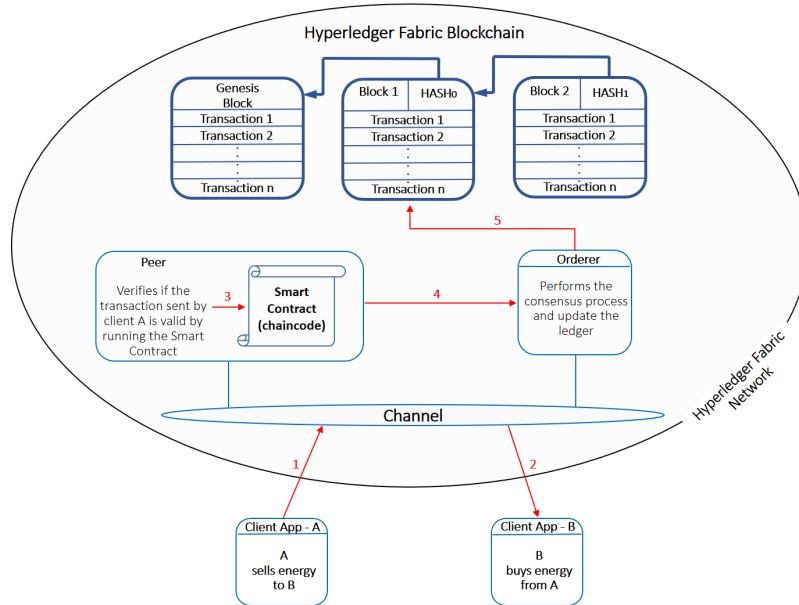 Hyperledger Fabric Blockchain
Genesis
Block
Transaction 1
Transaction 2
Transaction n
Block 1
HASH0
Transaction 1
Transaction 2
Transaction n
Block 2
HASH1
Transaction 1
Transaction 2
Transaction n
5
Peer
Verifies if the
transaction sent by
client A is valid by
running the Smart
Contract
3
Smart
Contract
(chaincode)
4
Orderer
Performs the
consensus process
and update the
ledger
Hyperledger Fabric
Network
Channel
1
2
Client App - A
A
sells energy
to B
Client App - B
B
buys energy
from A